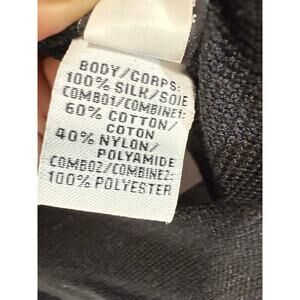 BODY/CORPS:
100% SILK/SOIE
COMBO1/COMBINE1:
60% COTTON/
COTON
40% NYLON/
POLYAMIDE
COMBO2/COMBINE2:
100% POLYESTER